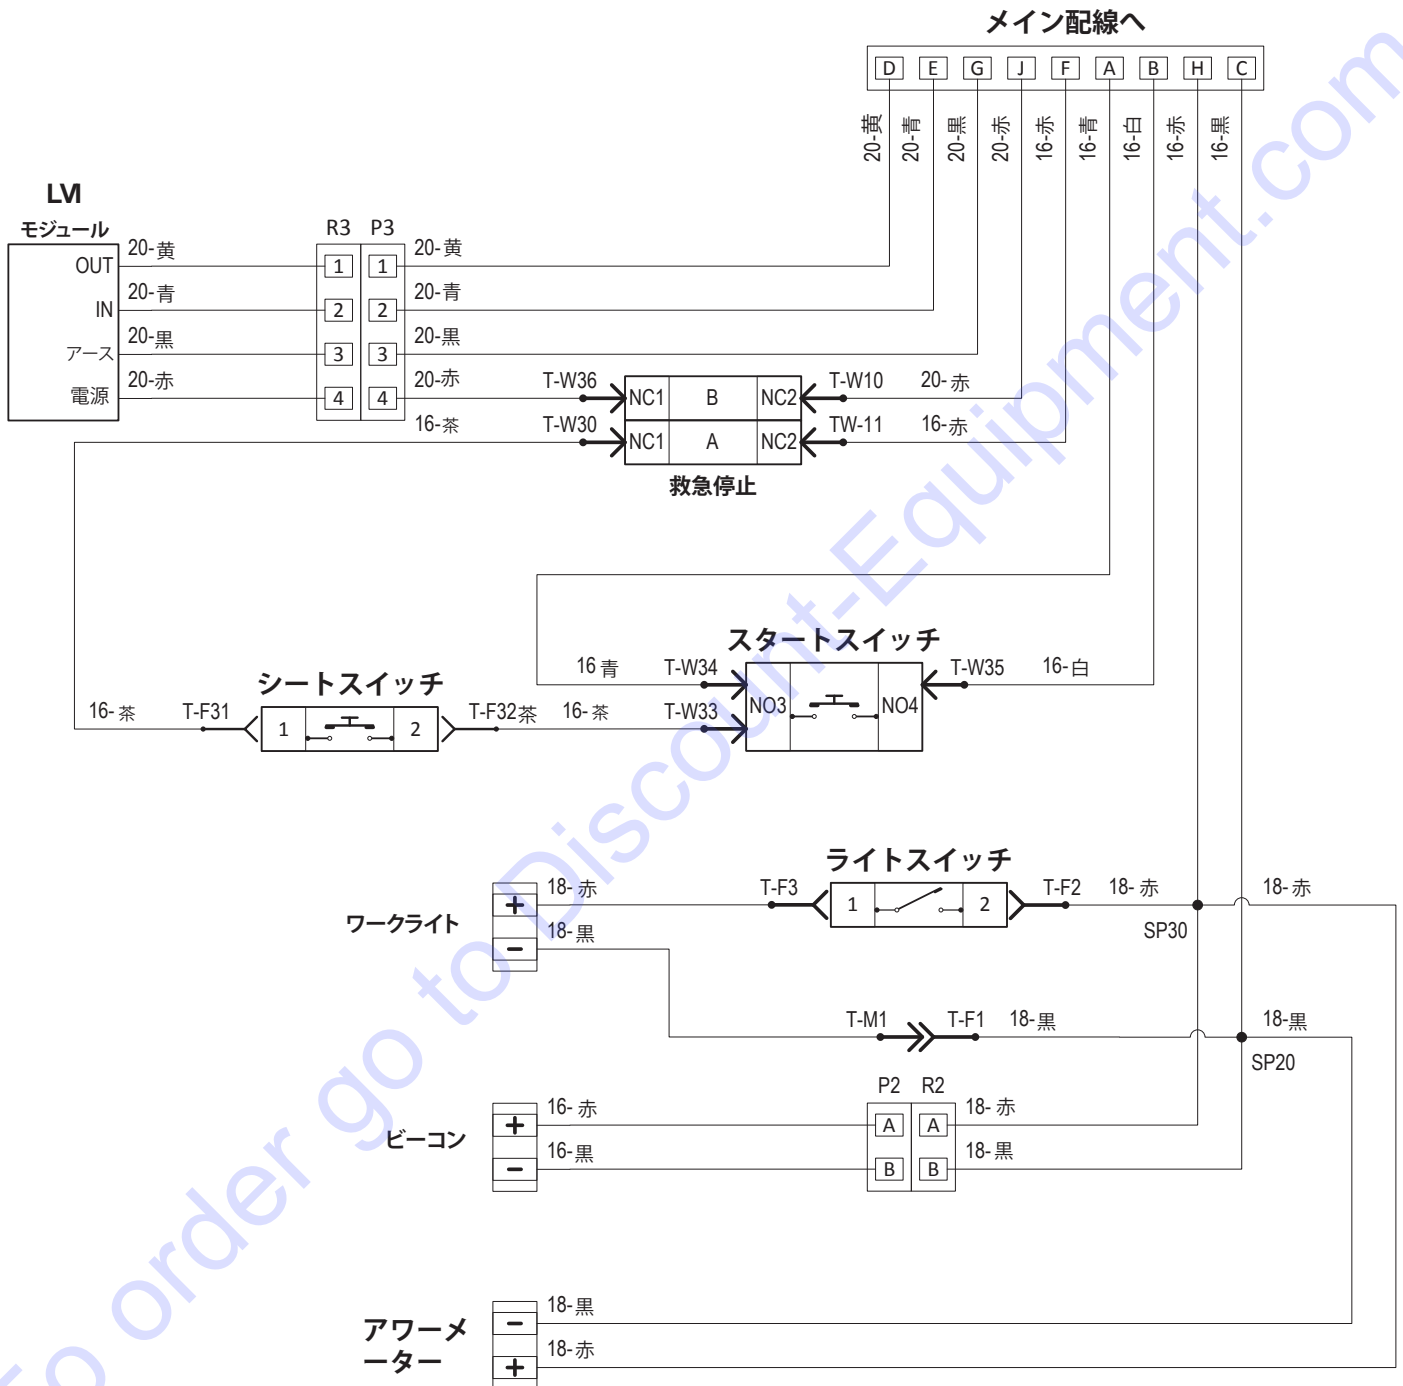 メイン配線へ
D E G J F A B H C
20-黄 20-青 20-黒 20-赤 16-赤 16-青 16-白 16-赤 16-黒
LVI
モジュール
R3 P3
OUT 20-黄 1 1 20-黄
IN 20-青 2 2 20-青
アース 20-黒 3 3 20-黒
電源 20-赤 4 4 20-赤 T-W36 NC1 B NC2 T-W10 20-赤
16-茶 T-W30 NC1 A NC2 TW-11 16-赤
救急停止
スタートスイッチ
16 青 T-W34 T-W35 16-白
シートスイッチ
NO3 NO4
16-茶 T-F31 1 2 T-F32茶 16-茶 T-W33
ライトスイッチ
ワークライト
+ 18-赤 T-F3 1 2 T-F2 18-赤 18-赤
SP30
- 18-黒
T-M1 T-F1 18-黒 18-黒
SP20
P2 R2
ビーコン
+ 16-赤 A A 18-赤
- 16-黒 B B 18-黒
アワーメ
ーター
- 18-黒
+ 18-赤
To order go to Discount-Equipment.com